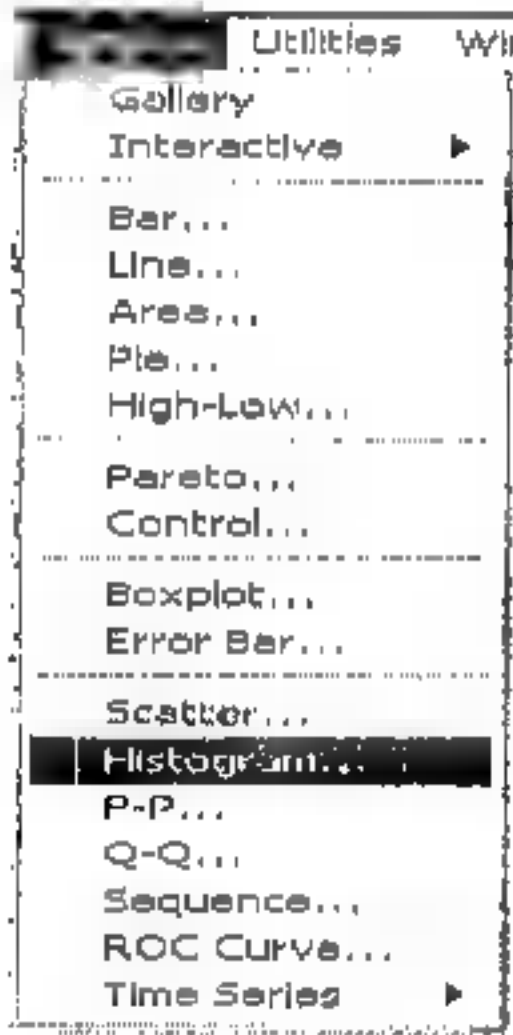 Utilities
Gallery
Interactive
Bar...
Line...
Area...
Pie...
High-Low...
Pareto...
Control...
Boxplot...
Error Bar...
Scatter...
Histogram...
P-P...
Q-Q...
Sequence...
ROC Curve...
Time Series